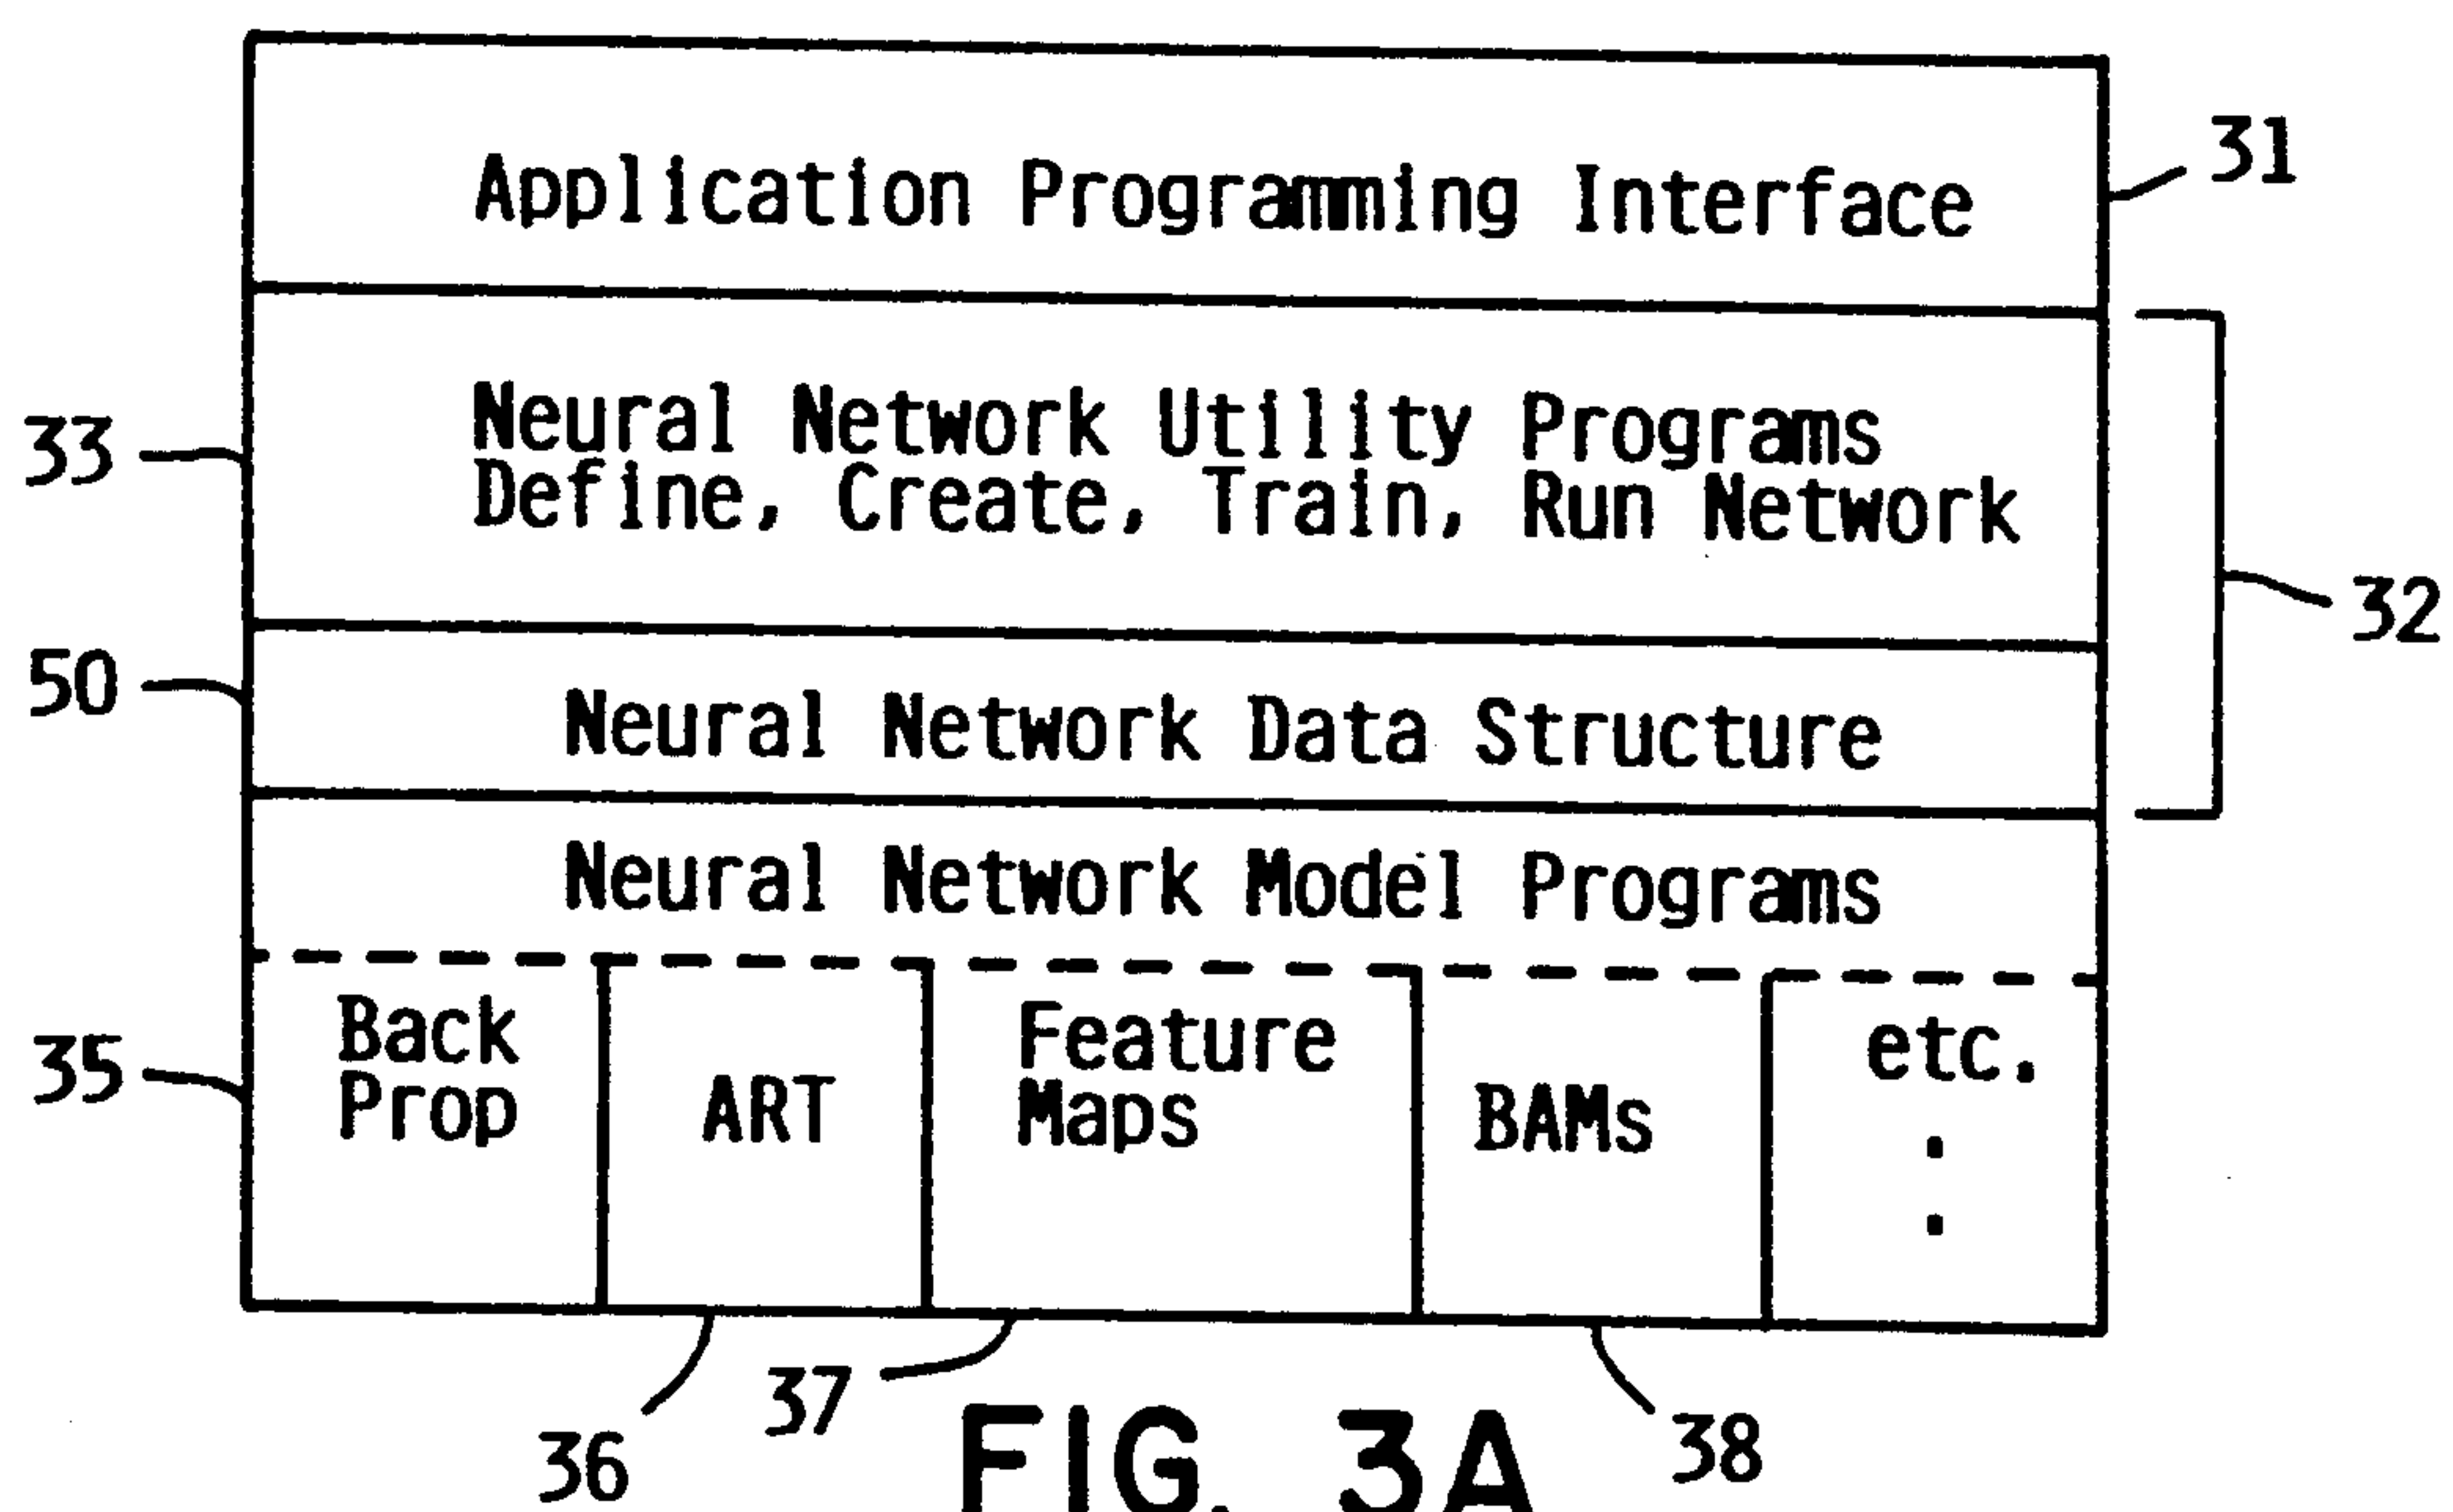 Application Programming Interface
31
Neural Network Utility Programs
Define, Create, Train, Run Network
33
32
50
Neural Network Data Structure
Neural Network Model Programs
35
Back
Prop
ART
Feature
Maps
BAMs
etc.
36
37
38
FIG. 3A